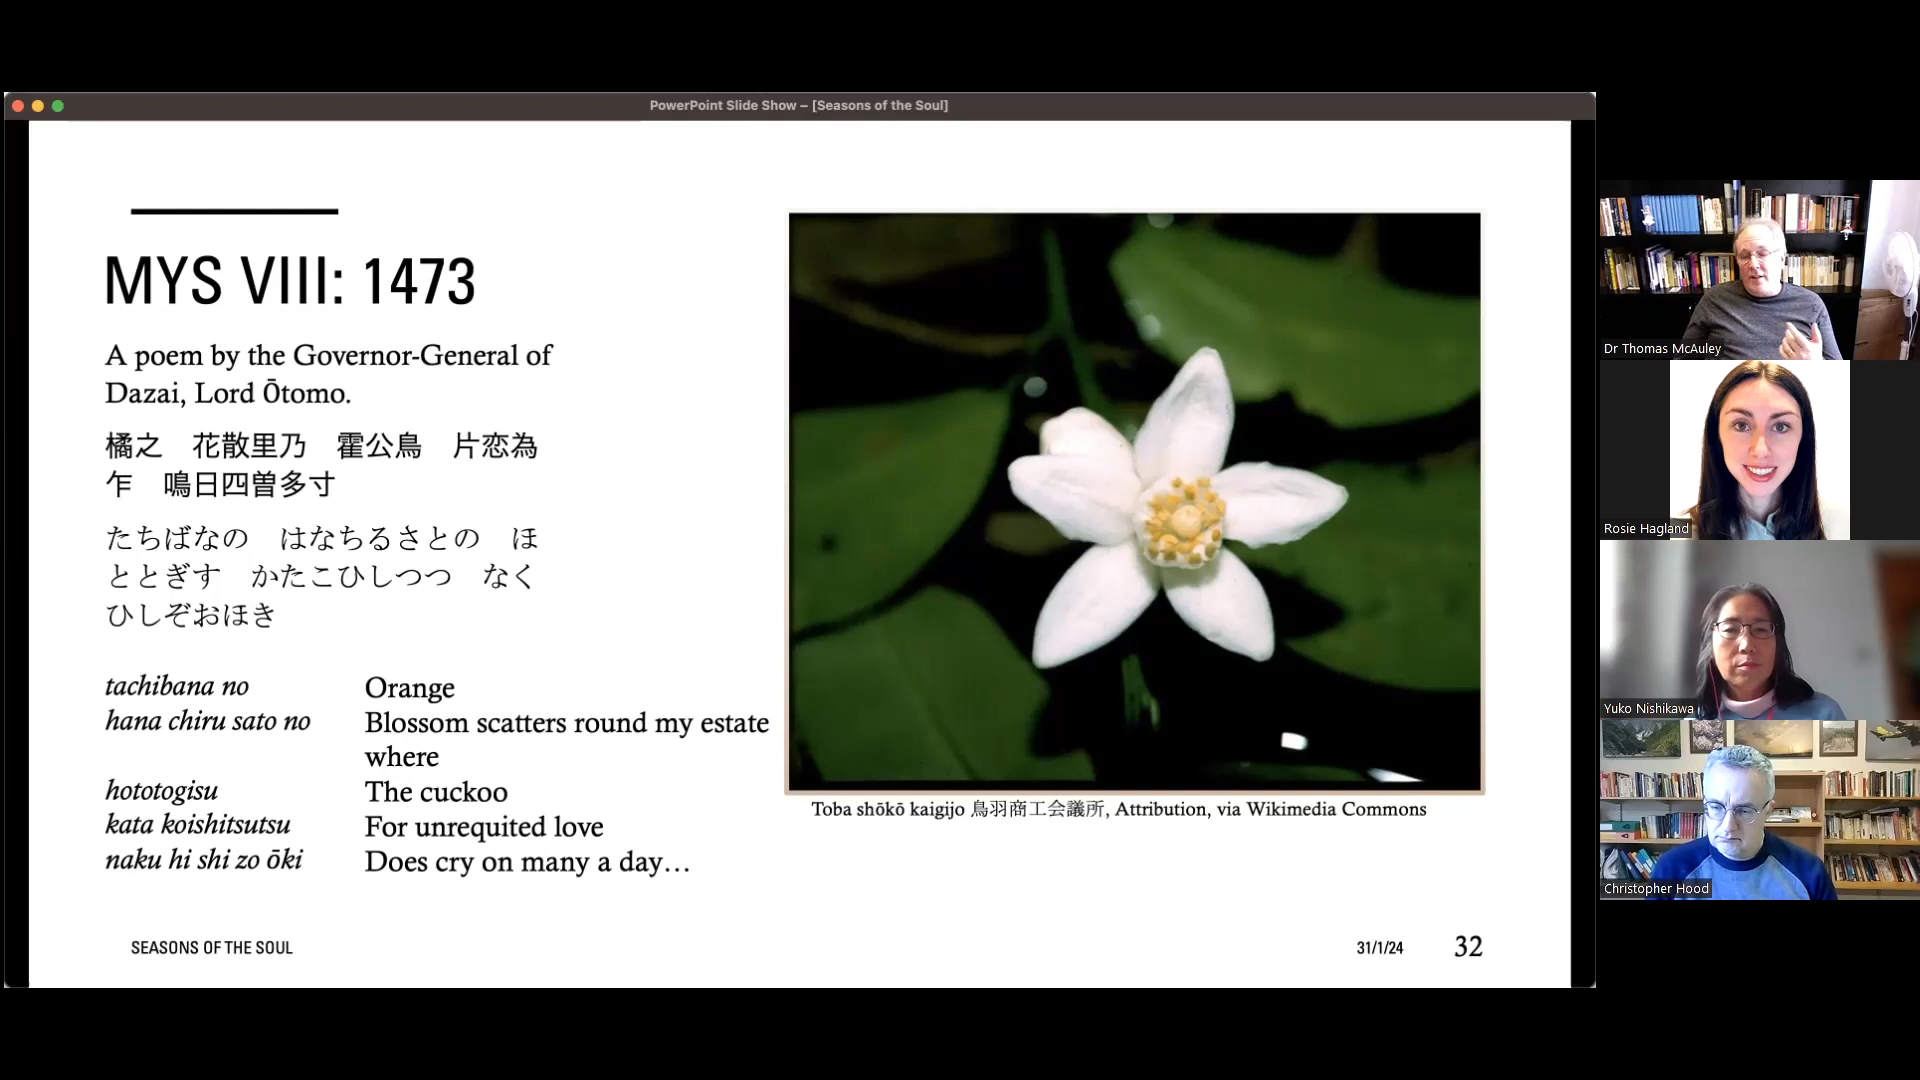 PowerPoint Slide Show – [Seasons of the Soul]
MYS VIII: 1473
A poem by the Governor-General of
Dazai, Lord Ōtomo.
橘之　花散里乃　霍公鳥　片恋為
乍　鳴日四曽多寸
たちばなの　はなちるさとの　ほ
ととぎす　かたこひしつつ　なく
ひしぞおほき
tachibana no
Orange
hana chiru sato no
Blossom scatters round my estate
where
hototogisu
The cuckoo
kata koishitsutsu
For unrequited love
naku hi shi zo ōki
Does cry on many a day…
Toba shōkō kaigijo 鳥羽商工会議所, Attribution, via Wikimedia Commons
SEASONS OF THE SOUL
31/1/24
32
Dr Thomas McAuley
Rosie Hagland
Yuko Nishikawa
Christopher Hood